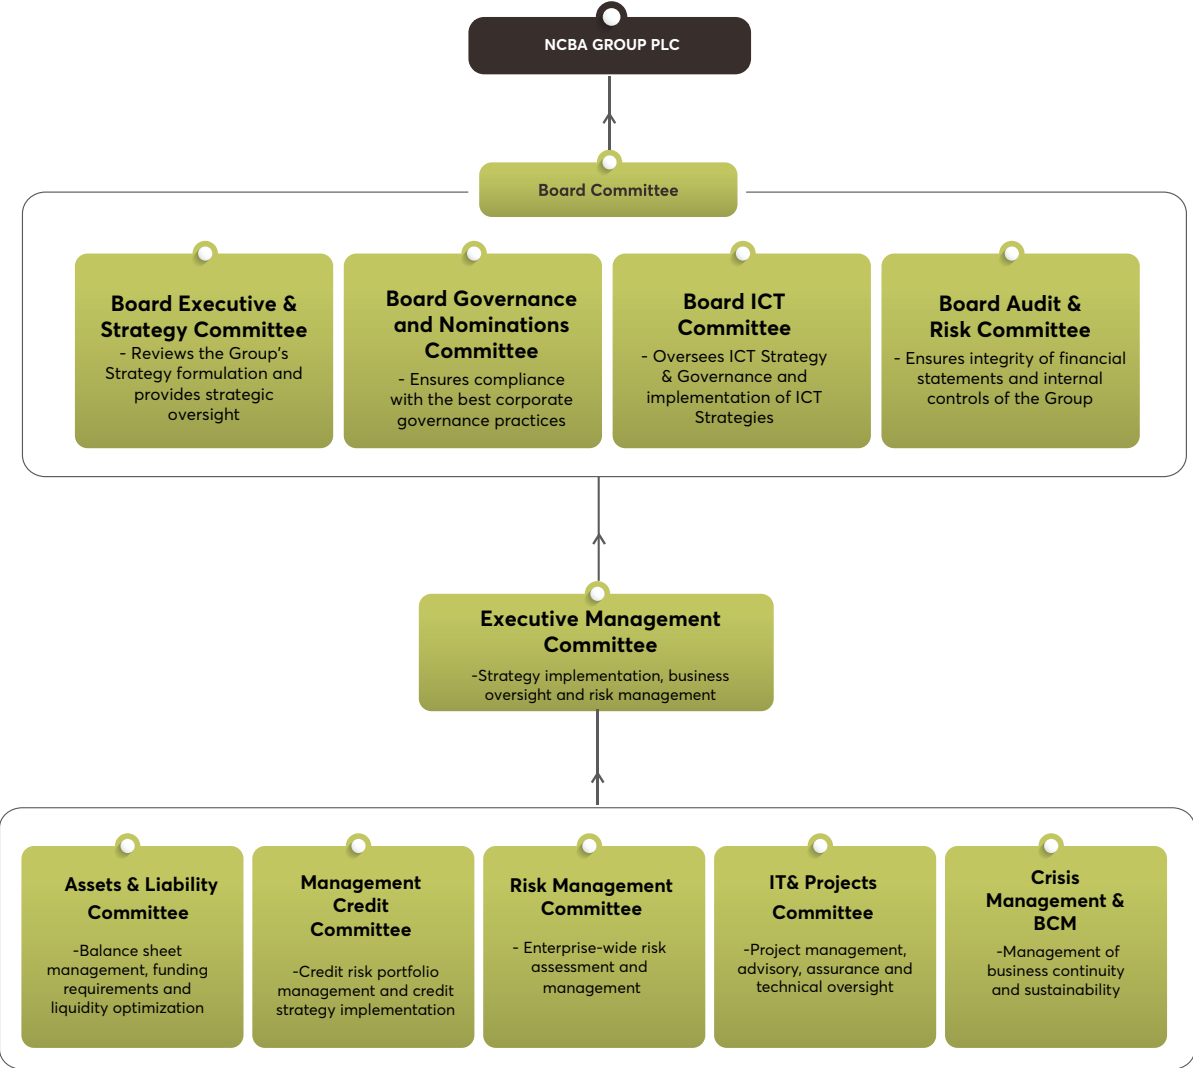 NCBA GROUP PLC
Board Committee
Board Executive &
Strategy Committee
- Reviews the Group's
Strategy formulation and
provides strategic
oversight
Board Governance
and Nominations
Committee
- Ensures compliance
with the best corporate
governance practices
Board ICT
Committee
- Oversees ICT Strategy
& Governance and
implementation of ICT
Strategies
Board Audit &
Risk Committee
- Ensures integrity of financial
statements and internal
controls of the Group
Executive Management
Committee
-Strategy implementation, business
oversight and risk management
Assets & Liability
Committee
-Balance sheet
management, funding
requirements and
liquidity optimization
Management
Credit
Committee
-Credit risk portfolio
management and credit
strategy implementation
Risk Management
Committee
- Enterprise-wide risk
assessment and
management
IT& Projects
Committee
-Project management,
advisory, assurance and
technical oversight
Crisis
Management &
BCM
-Management of
business continuity
and sustainability